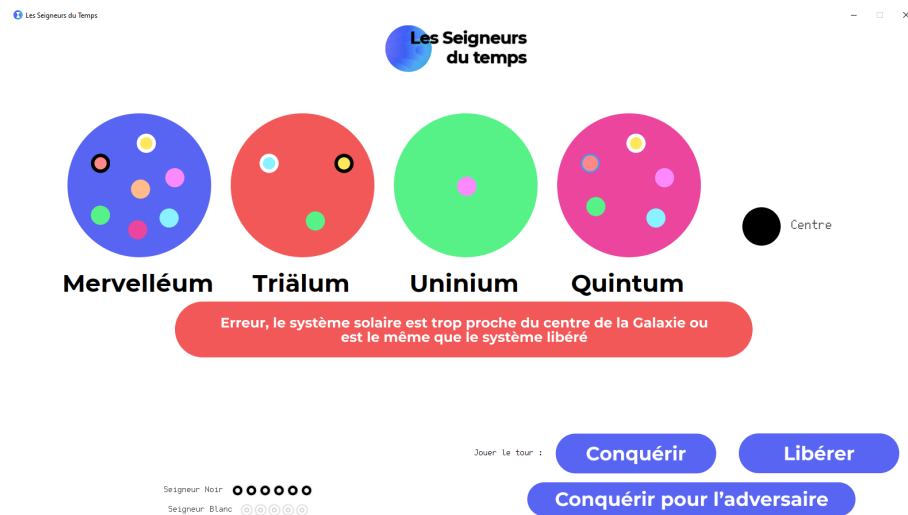 Les Seigneurs du Temps
Les Seigneurs
du temps
Centre
Mervelléum
Triälum
Uninium
Quintum
Erreur, le système solaire est trop proche du centre de la Galaxie ou
est le même que le système libéré
Jouer le tour :
Conquérir
Libérer
Seigneur Noir
Conquérir pour l'adversaire
Seigneur Blanc